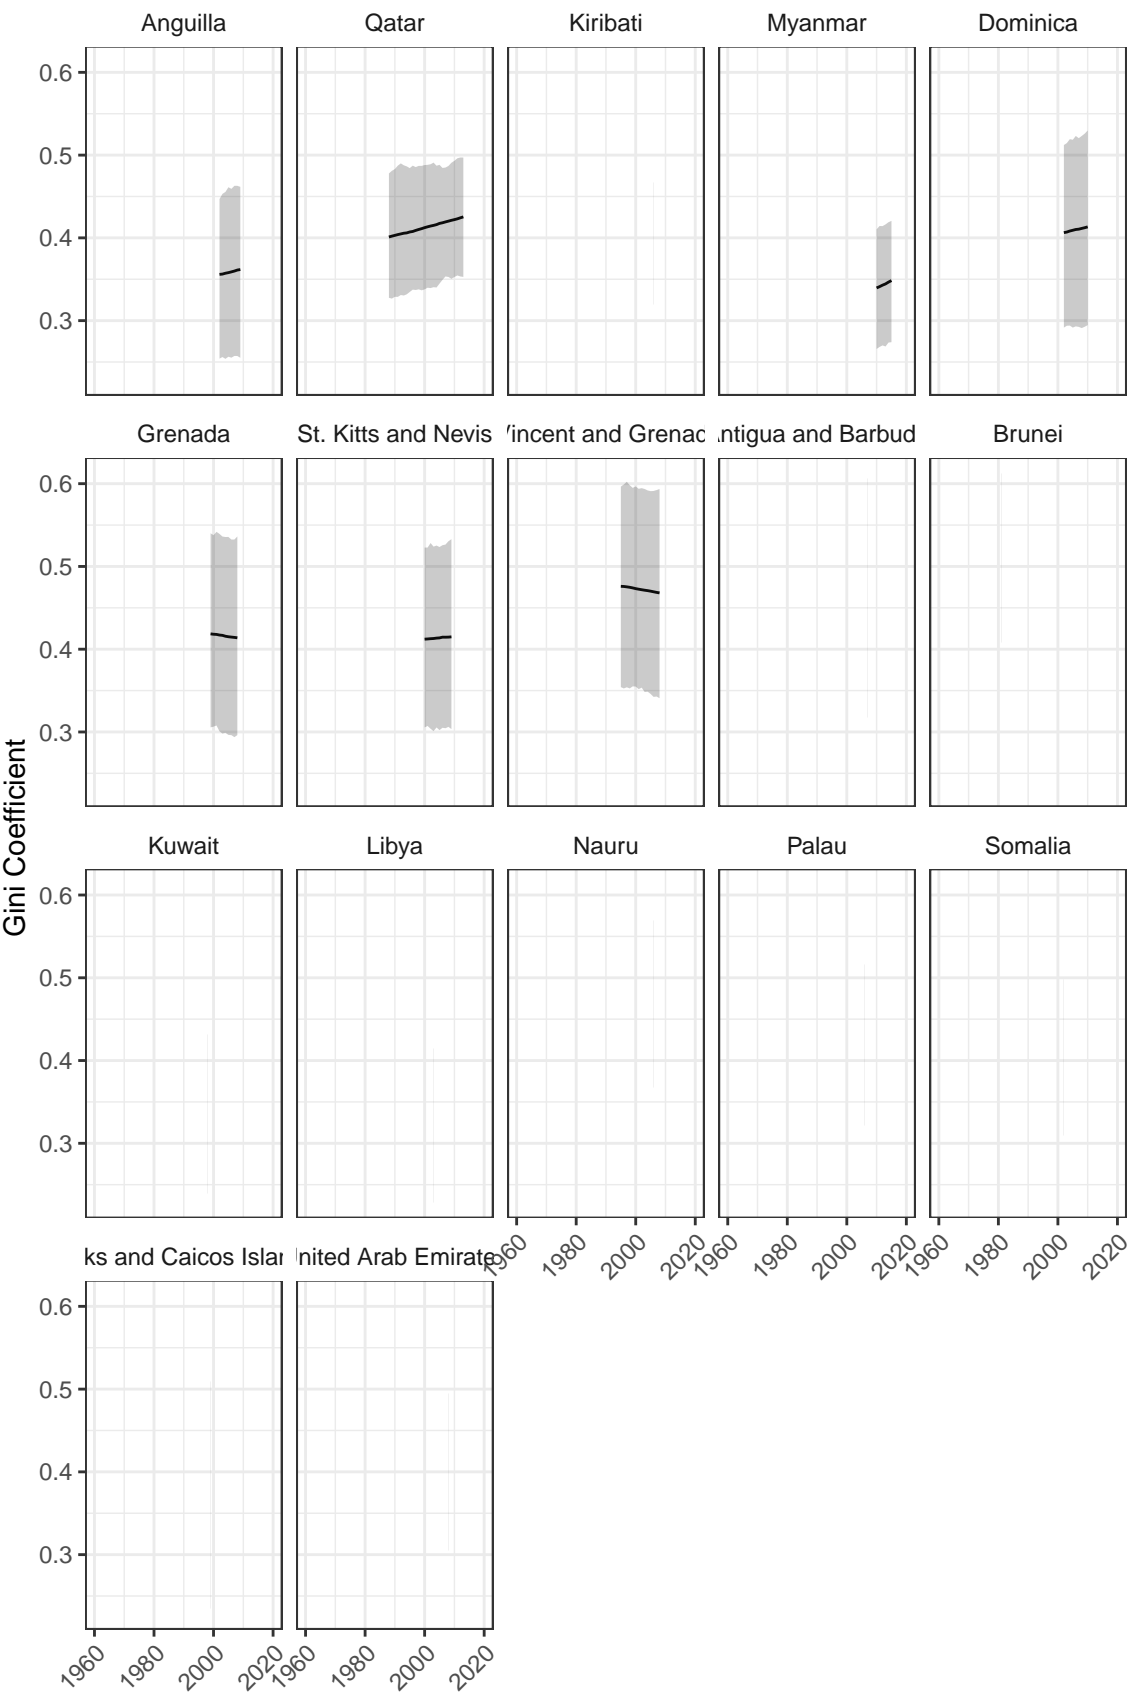 Anguilla Qatar Kiribati Myanmar Dominica
0.6
0.5
0.4
0.3
Grenada St. Kitts and Nevis Vincent and Grenad Antigua and Barbud Brunei
0.6
0.5
0.4
0.3
Gini Coefficient
Kuwait Libya Nauru Palau Somalia
0.6
0.5
0.4
0.3
1960 1980 2000 2020 1960 1980 2000 2020 1960 1980 2000 2020
ks and Caicos Islan United Arab Emirate
0.6
0.5
0.4
0.3
1960 1980 2000 2020 1960 1980 2000 2020